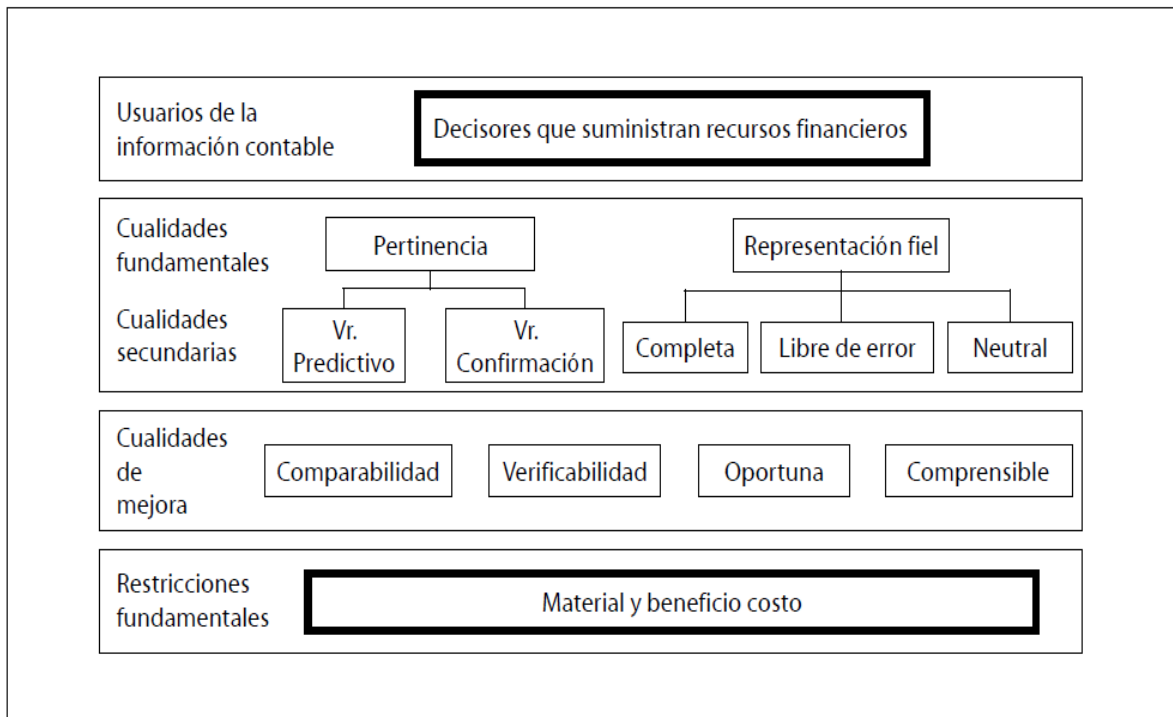 Usuarios de la
información contable
Decisores que suministran recursos financieros
Cualidades
fundamentales
Pertinencia
Representación fiel
Cualidades
secundarias
Vr.
Predictivo
Vr.
Confirmación
Completa
Libre de error
Neutral
Cualidades
de
mejora
Comparabilidad
Verificabilidad
Oportuna
Comprensible
Restricciones
fundamentales
Material y beneficio costo